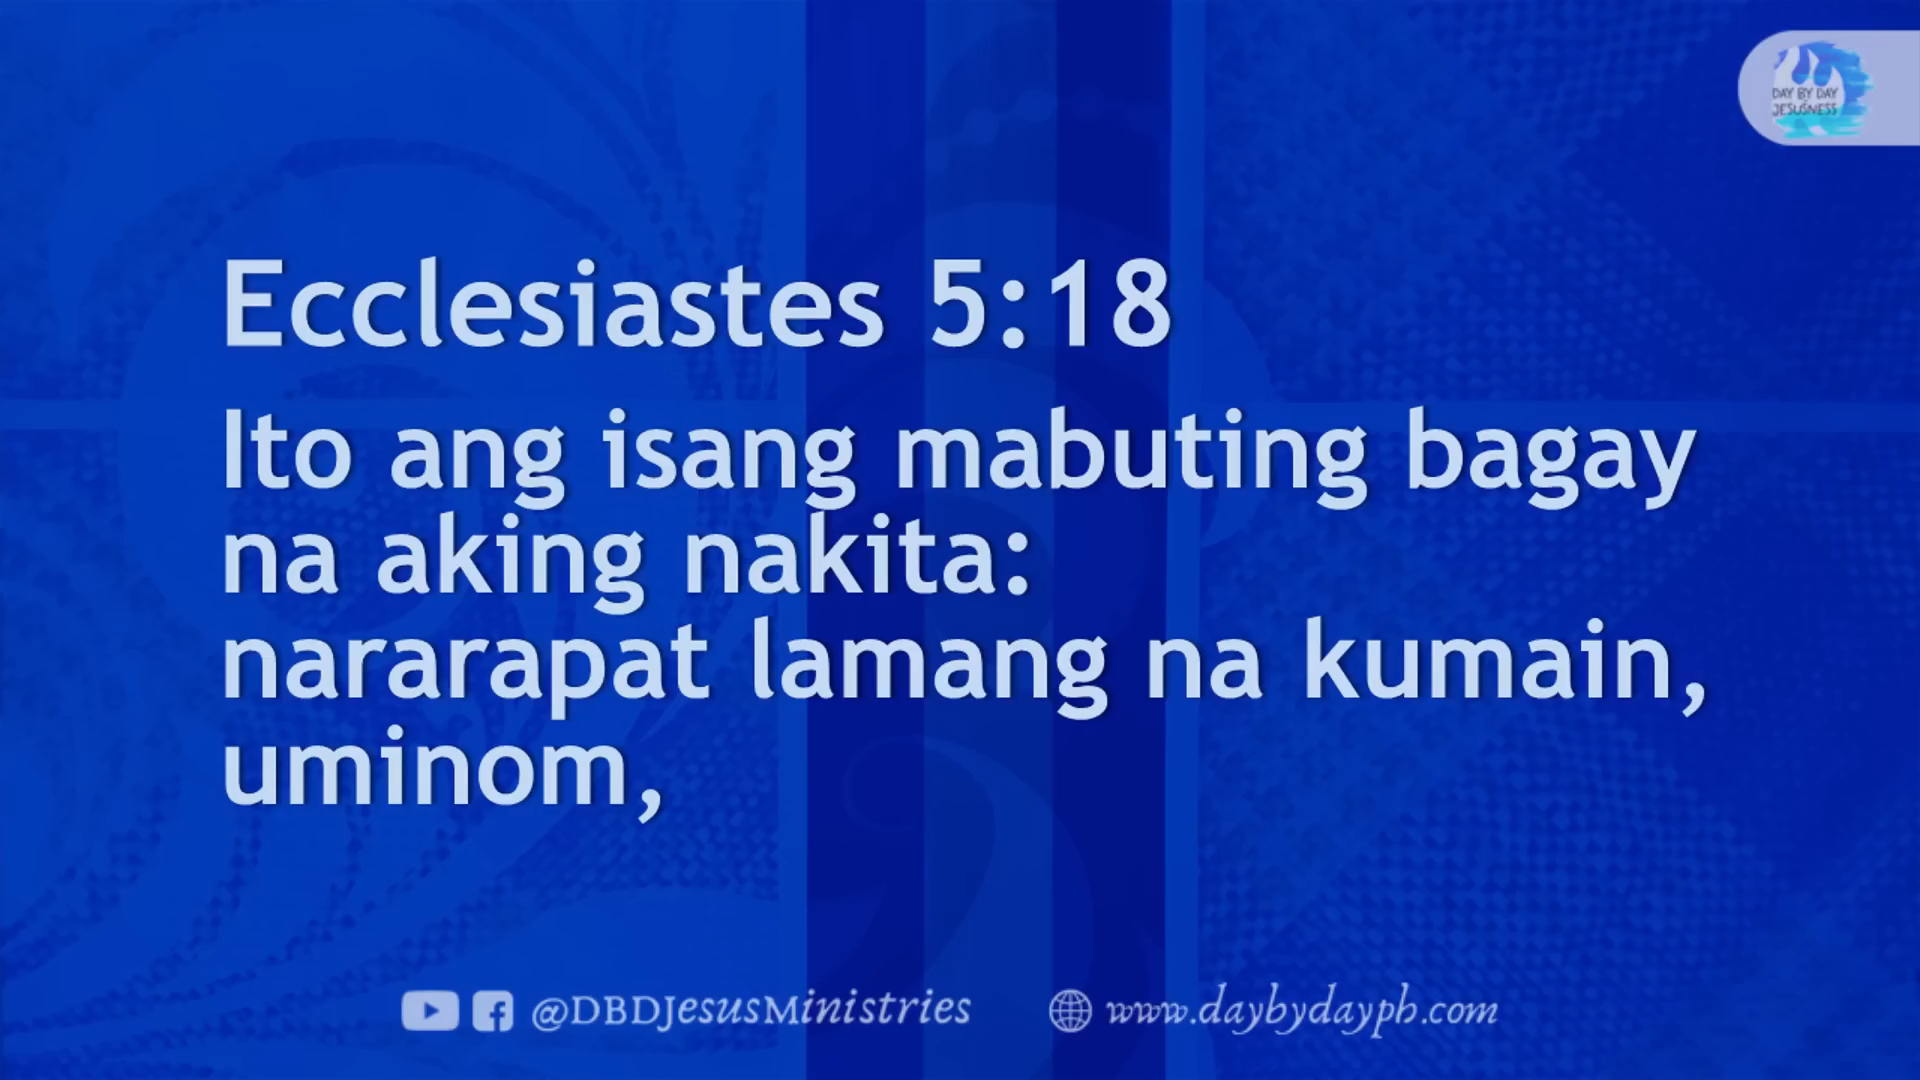 DAY BY DAY
JESUSNESS
Ecclesiastes 5:18
Ito ang isang mabuting bagay
na aking nakita:
nararapat lamang na kumain,
uminom,
@DBDJesusMinistries www.daybydayph.com